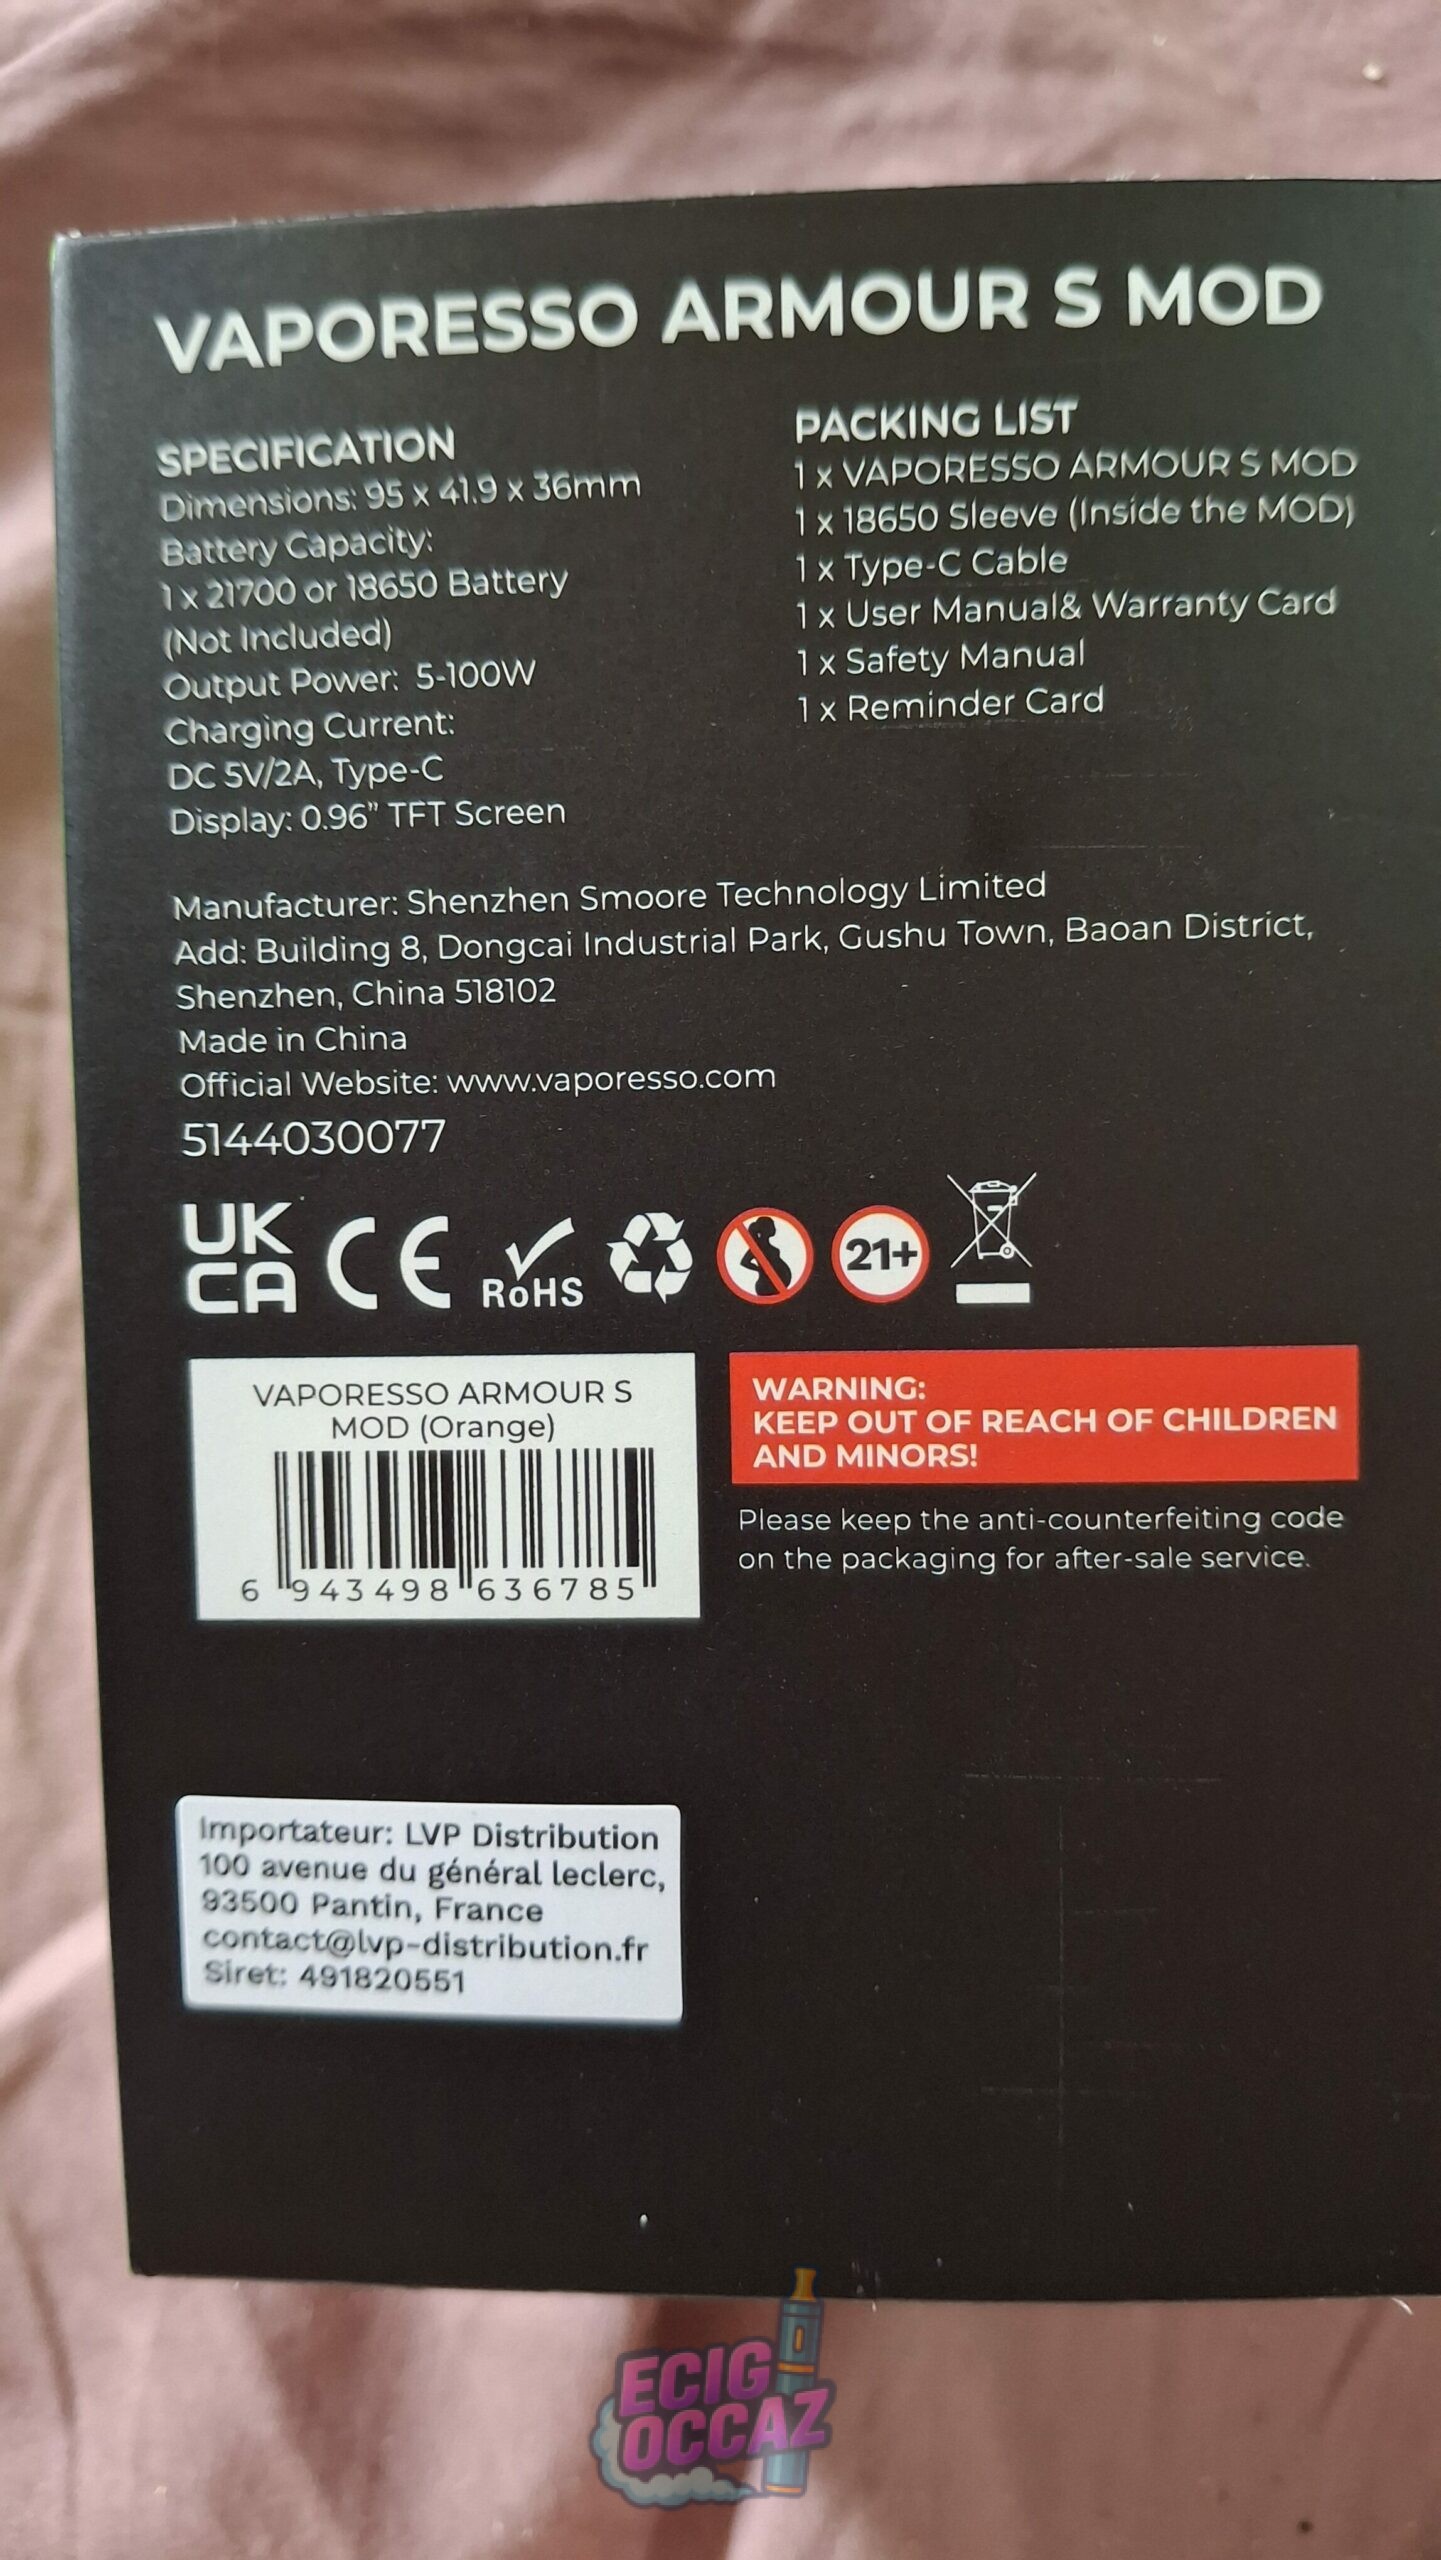 VAPORESSO ARMOUR S MOD
SPECIFICATION
Dimensions: 95 x 41.9 x 36mm
Battery Capacity:
1 x 21700 or 18650 Battery
(Not Included)
Output Power: 5-100W
Charging Current:
DC 5V/2A, Type-C
Display: 0.96" TFT Screen
PACKING LIST
1 x VAPORESSO ARMOUR S MOD
1 x 18650 Sleeve (Inside the MOD)
1 x Type-C Cable
1 x User Manual& Warranty Card
1 x Safety Manual
1 x Reminder Card
Manufacturer: Shenzhen Smoore Technology Limited
Add: Building 8, Dongcai Industrial Park, Gushu Town, Baoan District,
Shenzhen, China 518102
Made in China
Official Website: www.vaporesso.com
5144030077
UK
CA
CE
RoHS
21+
VAPORESSO ARMOUR S
MOD (Orange)
6 943498 636785
WARNING:
KEEP OUT OF REACH OF CHILDREN
AND MINORS!
Please keep the anti-counterfeiting code
on the packaging for after-sale service.
Importateur: LVP Distribution
100 avenue du général leclerc,
93500 Pantin, France
contact@lvp-distribution.fr
Siret: 491820551
ECIG
OCCAZ